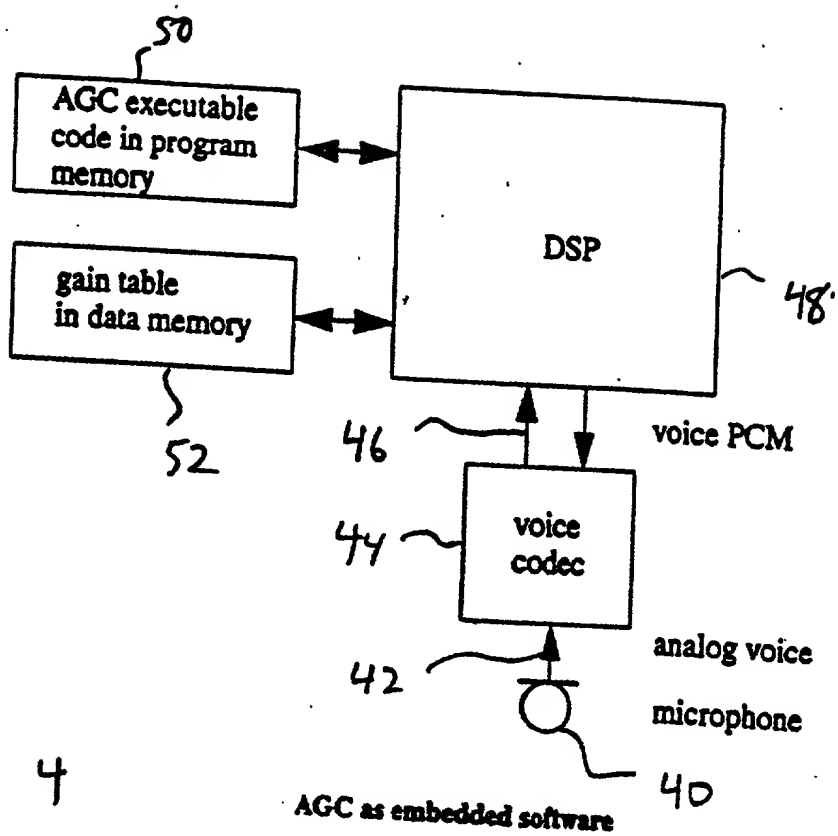 50
AGC executable
code in program
memory
DSP
48
gain table
in data memory
52
46
voice PCM
44
voice
codec
42
analog voice
microphone
40
4
AGC as embedded software